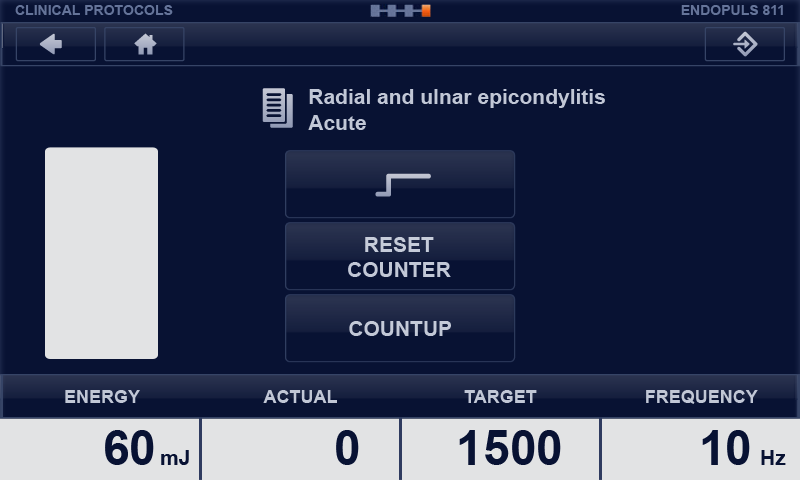 CLINICAL PROTOCOLS
ENDOPULS 811
Radial and ulnar epicondylitis
Acute
RESET
COUNTER
COUNTUP
ENERGY
ACTUAL
TARGET
FREQUENCY
60 mJ
0
1500
10 Hz